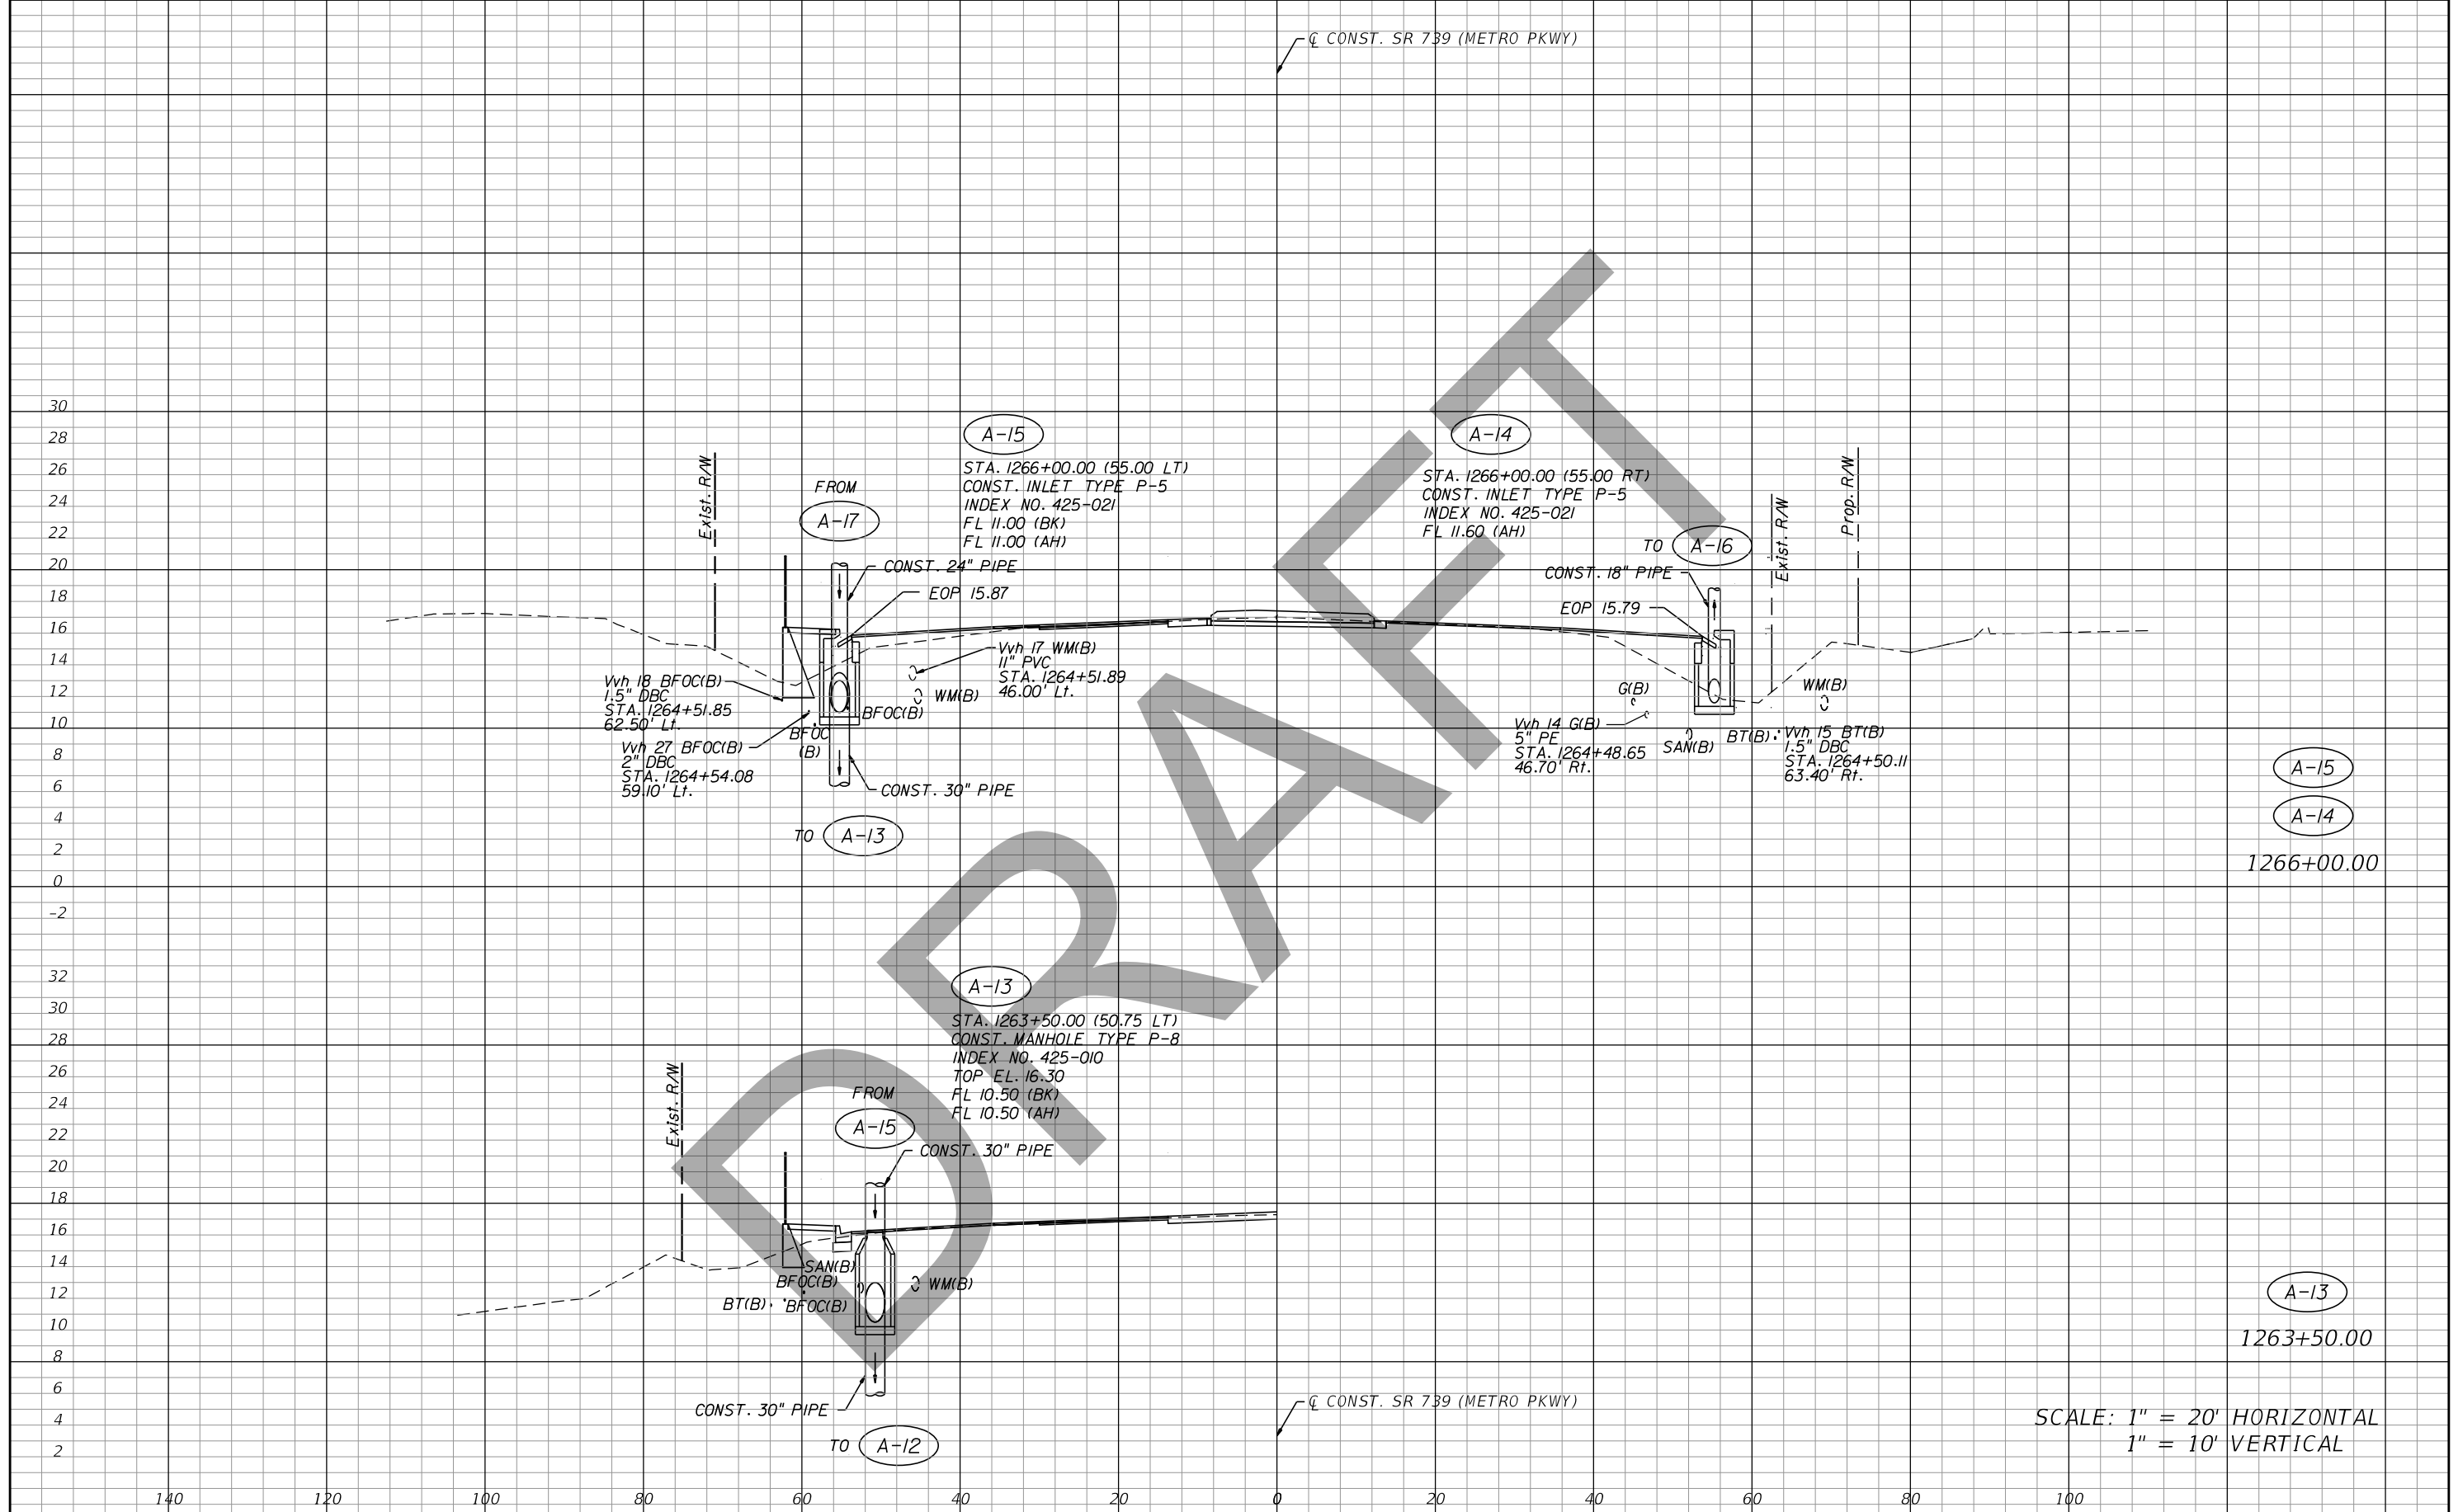 ℄ CONST. SR 739 (METRO PKWY)
30
28
26
24
22
20
18
16
14
12
10
8
6
4
2
0
-2
Exist. R/W
FROM
A-17
A-15
STA. 1266+00.00 (55.00 LT)
CONST. INLET TYPE P-5
INDEX NO. 425-021
FL 11.00 (BK)
FL 11.00 (AH)
CONST. 24" PIPE
EOP 15.87
A-14
STA. 1266+00.00 (55.00 RT)
CONST. INLET TYPE P-5
INDEX NO. 425-021
FL 11.60 (AH)
TO A-16
CONST. 18" PIPE
EOP 15.79
Exist. R/W
Prop. R/W
Vvh 17 WM(B)
11" PVC
STA. 1264+51.89
46.00' Lt.
WM(B)
BFOC(B)
Vvh 18 BFOC(B)
1.5" DBC
STA. 1264+51.85
62.50' Lt.
BFOC
(B)
Vvh 27 BFOC(B)
2" DBC
STA. 1264+54.08
59.10' Lt.
CONST. 30" PIPE
TO A-13
G(B)
WM(B)
Vvh 14 G(B)
5" PE
STA. 1264+48.65
46.70' Rt.
SAN(B)
BT(B)
Vvh 15 BT(B)
1.5" DBC
STA. 1264+50.11
63.40' Rt.
A-15
A-14
1266+00.00
DRAFT
32
30
28
26
24
22
20
18
16
14
12
10
8
6
4
2
A-13
STA. 1263+50.00 (50.75 LT)
CONST. MANHOLE TYPE P-8
INDEX NO. 425-010
TOP EL. 16.30
FL 10.50 (BK)
FL 10.50 (AH)
Exist. R/W
FROM
A-15
CONST. 30" PIPE
SAN(B)
BFOC(B)
BT(B)
BFOC(B)
WM(B)
CONST. 30" PIPE
TO A-12
A-13
1263+50.00
℄ CONST. SR 739 (METRO PKWY)
SCALE: 1" = 20' HORIZONTAL
1" = 10' VERTICAL
140 120 100 80 60 40 20 0 20 40 60 80 100